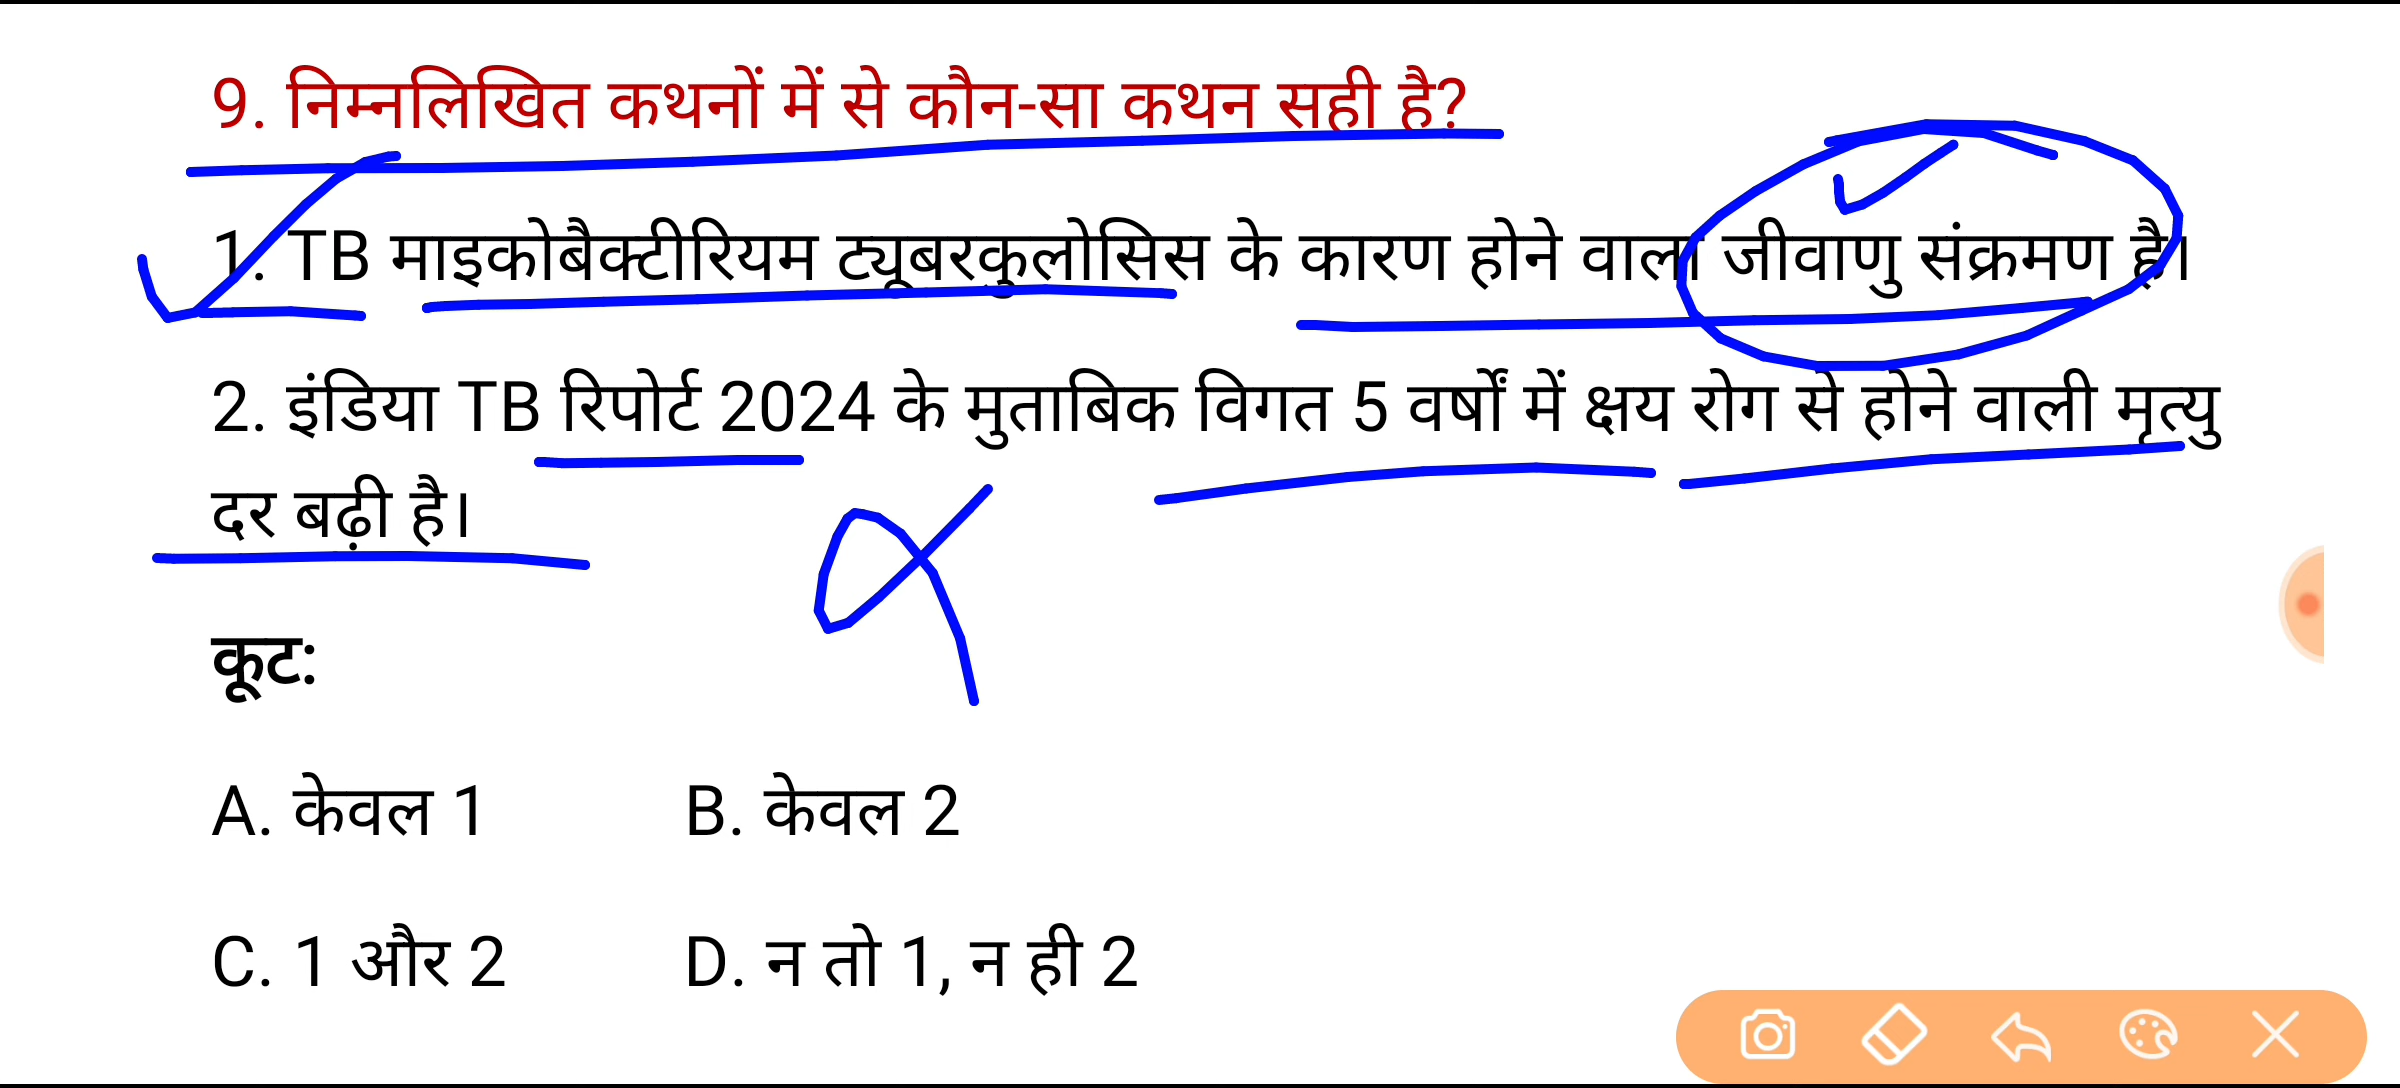 9. निम्नलिखित कथनों में से कौन-सा कथन सही है?
1. TB माइकोबैक्टीरियम ट्यूबरकुलोसिस के कारण होने वाला जीवाणु संक्रमण है।
2. इंडिया TB रिपोर्ट 2024 के मुताबिक विगत 5 वर्षों में क्षय रोग से होने वाली मृत्यु
दर बढ़ी है।
कूट:
A. केवल 1 B. केवल 2
C. 1 और 2 D. न तो 1, न ही 2